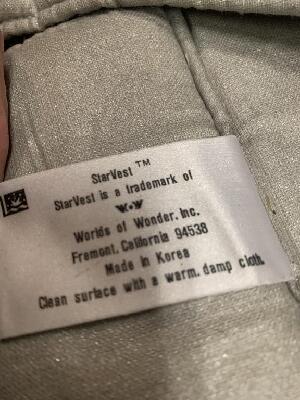 StarVest ™
StarVest is a trademark of
W·O·W
Worlds of Wonder, Inc.
Fremont, California 94538
Made in Korea
Clean surface with a warm, damp cloth.